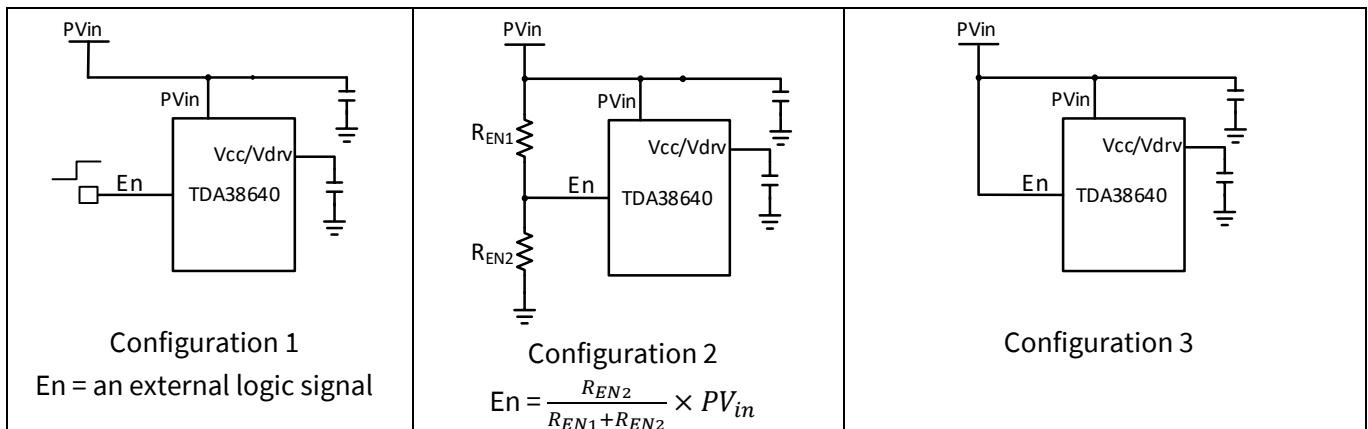 PVin
PVin
Vcc/Vdrv
En
TDA38640
Configuration 1
En = an external logic signal
PVin
PVin
R_EN1
Vcc/Vdrv
En
TDA38640
R_EN2
Configuration 2
En = R_EN2 / (R_EN1+R_EN2) × PV_in
PVin
PVin
Vcc/Vdrv
En
TDA38640
Configuration 3